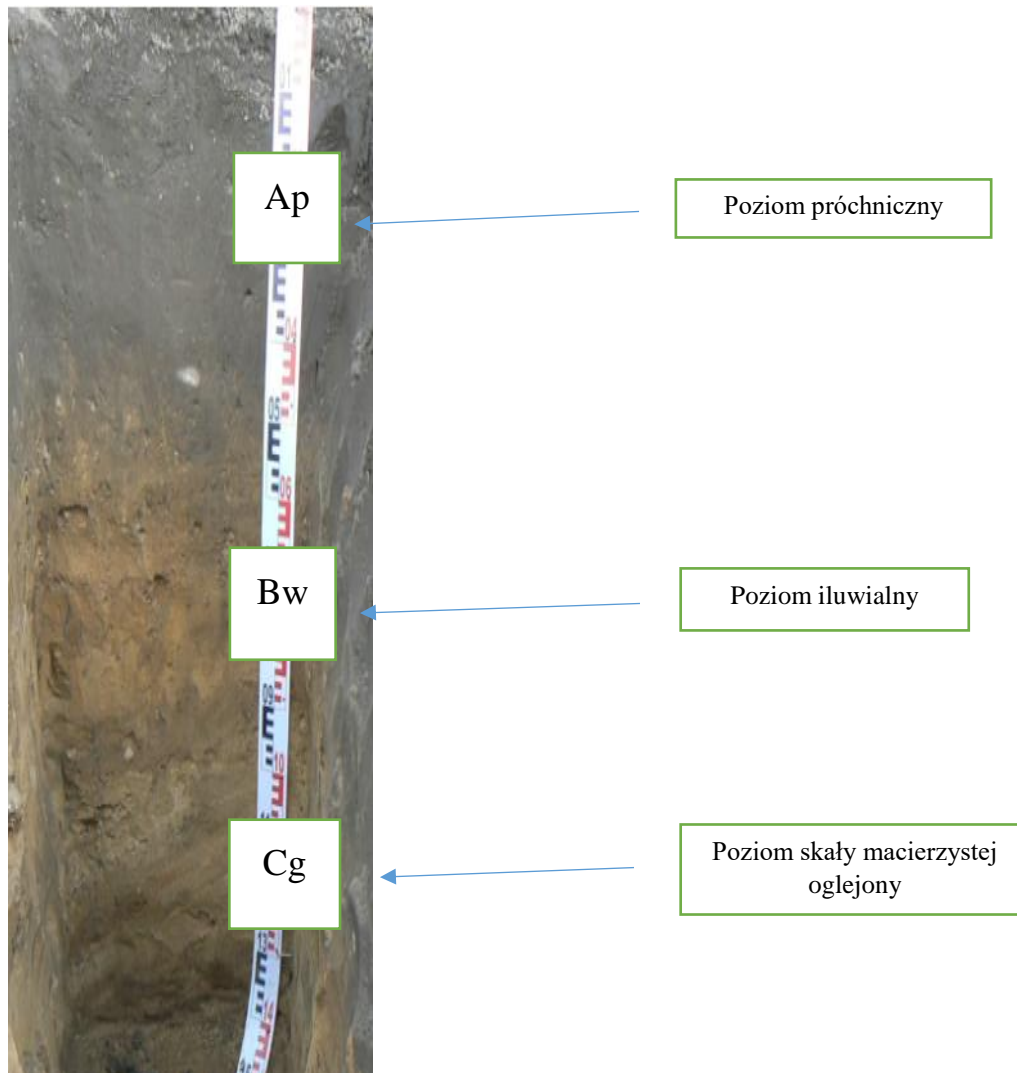 Ap
Poziom próchniczny
Bw
Poziom iluwialny
Cg
Poziom skały macierzystej
oglejony